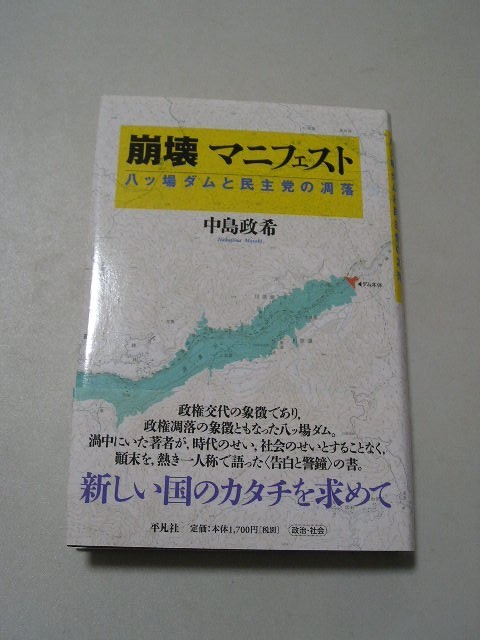 崩壊 マニフェスト
八ッ場ダムと民主党の凋落
中島政希
Nakajima Masaki
◀ダム本体
政権交代の象徴であり、
政権凋落の象徴ともなった八ッ場ダム。
渦中にいた著者が、時代のせい、社会のせいとすることなく、
顚末を、熱き一人称で語った〈告白と警鐘〉の書。
新しい国のカタチを求めて
平凡社 定価:本体1,700円[税別] 政治・社会